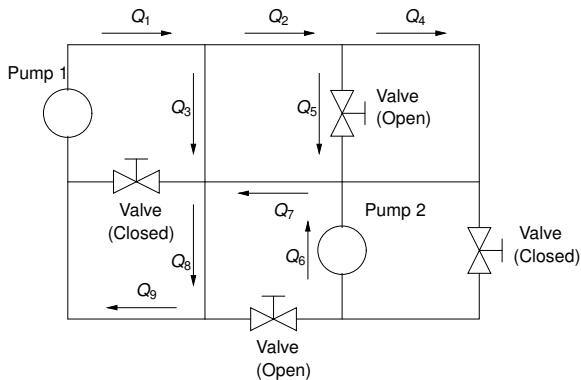 Q1
Q2
Q4
Pump 1
Q3
Q5
Valve
(Open)
Valve
(Closed)
Q7
Pump 2
Q8
Q6
Valve
(Closed)
Q9
Valve
(Open)